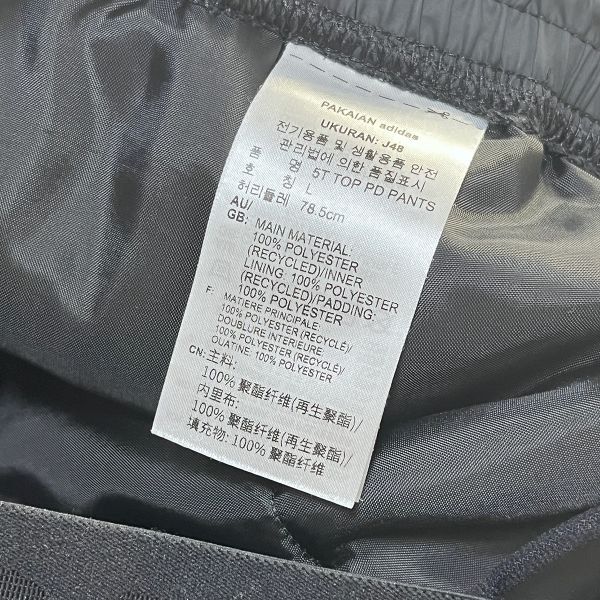 PAKAIAN adidas
UKURAN: J48
전기용품 및 생활용품 안전
관리법에 의한 품질표시
품 명 5T TOP PD PANTS
호 칭 L
허리둘레 78.5cm
AU/
GB: MAIN MATERIAL:
100% POLYESTER
(RECYCLED)/INNER
LINING: 100% POLYESTER
(RECYCLED)/PADDING:
100% POLYESTER
F: MATIERE PRINCIPALE:
100% POLYESTER (RECYCLÉ)/
DOUBLURE INTERIEURE:
100% POLYESTER (RECYCLÉ)/
OUATINE: 100% POLYESTER
CN: 主料:
100% 聚酯纤维(再生聚酯)/
内里布:
100% 聚酯纤维(再生聚酯)/
填充物: 100% 聚酯纤维